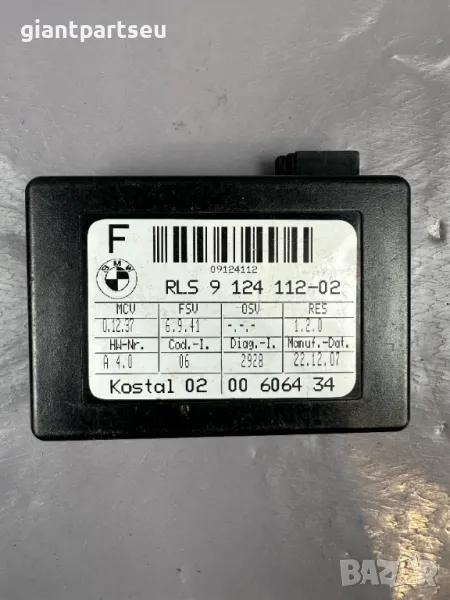 giantpartseu
F
09124112
BMW
RLS 9 124 112-02
MCV FSV OSV RES
0.12.37 6.9.41 -.-.- 1.2.0
HW-Nr. Cod.-I. Diag.-I. Manuf.-Dat.
A 4.0 06 2928 22.12.07
Kostal 02 00 6064 34
BAZAR